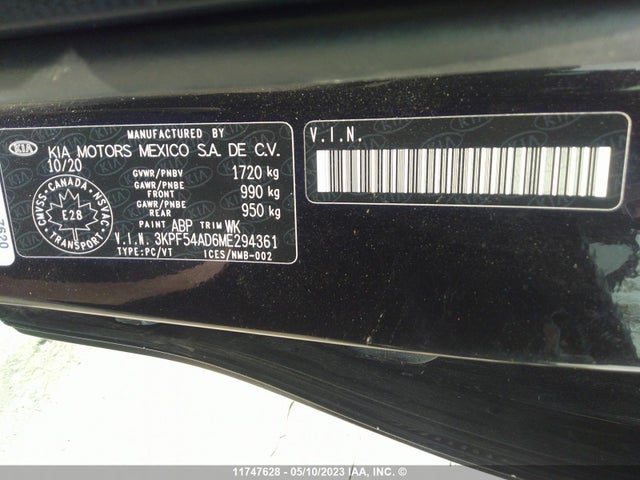 MANUFACTURED BY
KIA KIA MOTORS MEXICO S.A. DE C.V.
10/20
GVWR/PNBV 1720 kg
GAWR/PNBE FRONT 990 kg
GAWR/PNBE REAR 950 kg
PAINT ABP TRIM WK
V.I.N. 3KPF54AD6ME294361
TYPE:PC/VT ICES/NMB-002
CMVSS - CANADA - NSVAC
E28
TRANSPORT
V.I.N.
7620
11747628 - 05/10/2023 IAA, INC. ©